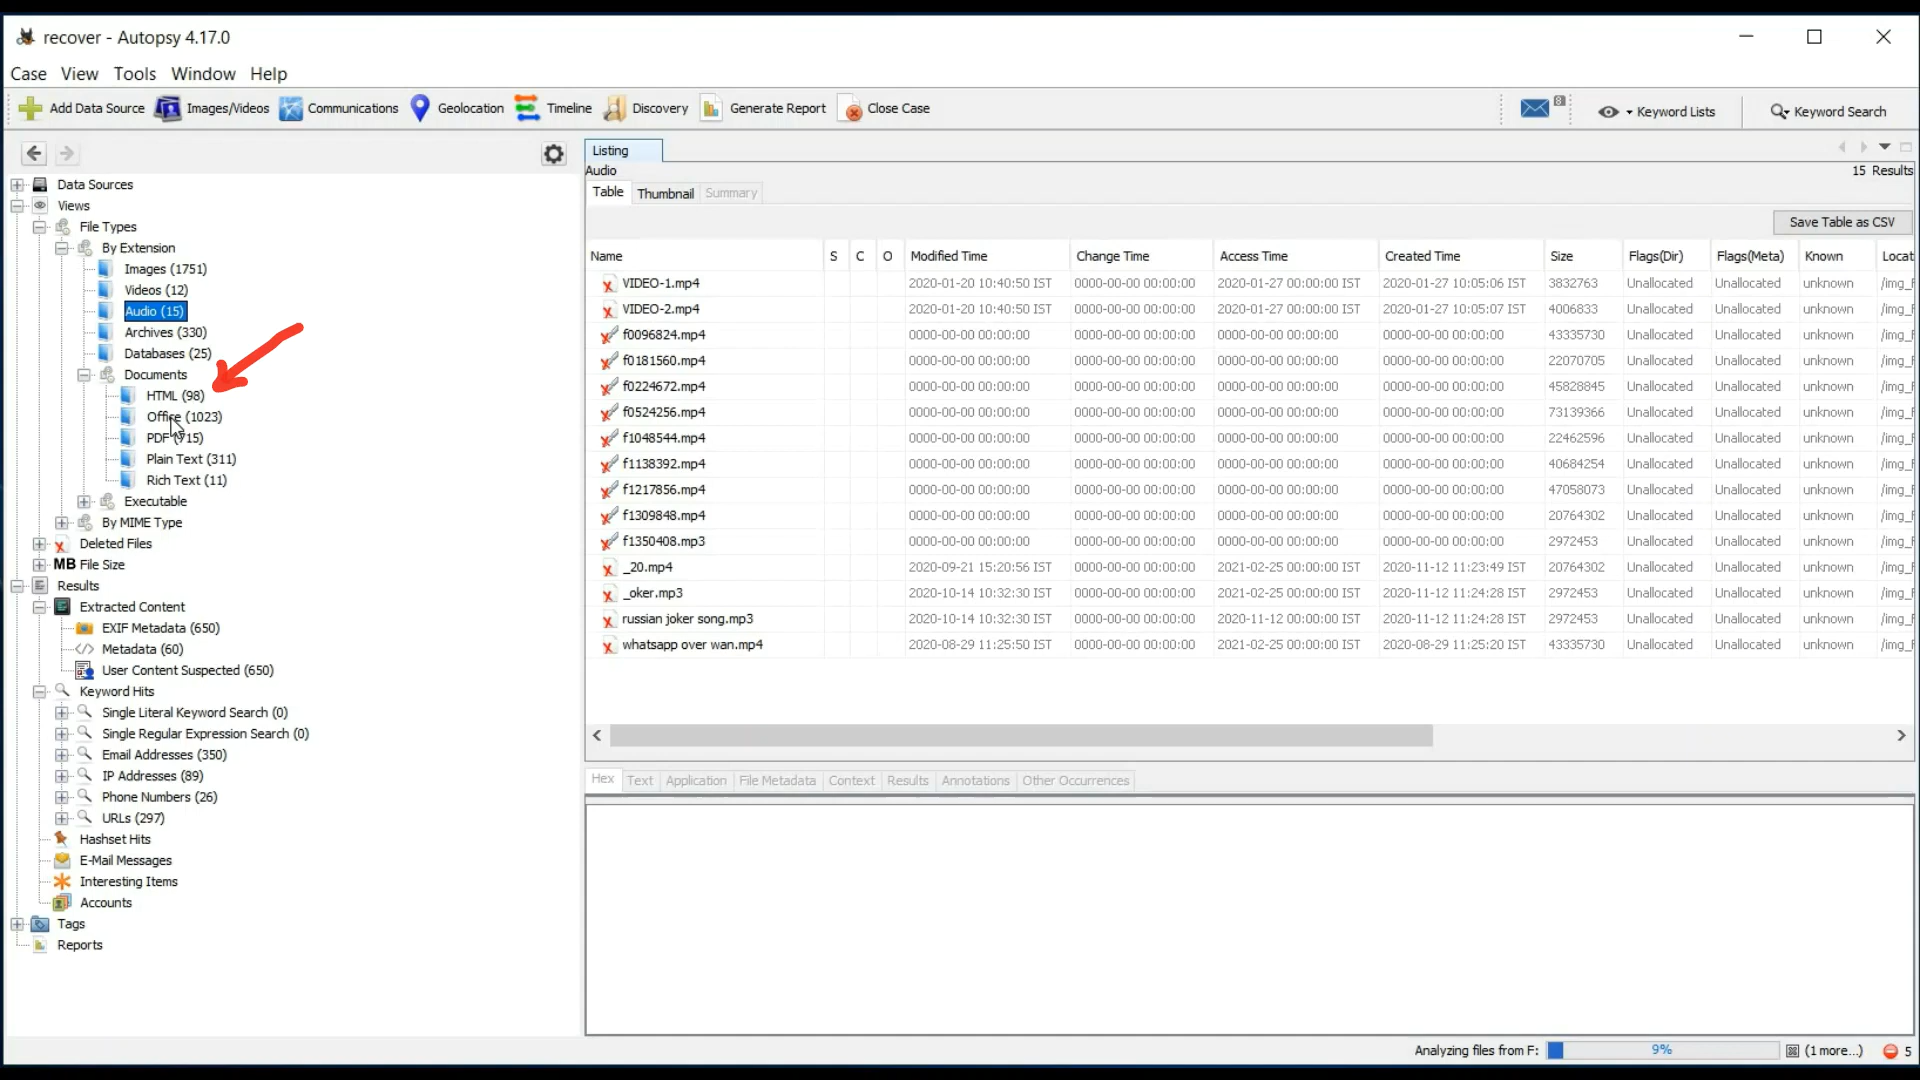 recover - Autopsy 4.17.0
Case View Tools Window Help
Add Data Source Images/Videos Communications Geolocation Timeline Discovery Generate Report Close Case 8 Keyword Lists Keyword Search
Data Sources
Views
File Types
By Extension
Images (1751)
Videos (12)
Audio (15)
Archives (330)
Databases (25)
Documents
HTML (98)
Office (1023)
PDF 715)
Plain Text (311)
Rich Text (11)
Executable
By MIME Type
Deleted Files
MB File Size
Results
Extracted Content
EXIF Metadata (650)
Metadata (60)
User Content Suspected (650)
Keyword Hits
Single Literal Keyword Search (0)
Single Regular Expression Search (0)
Email Addresses (350)
IP Addresses (89)
Phone Numbers (26)
URLs (297)
Hashset Hits
E-Mail Messages
Interesting Items
Accounts
Tags
Reports
Listing
Audio 15 Results
Table Thumbnail Summary
Save Table as CSV
Name S C O Modified Time Change Time Access Time Created Time Size Flags(Dir) Flags(Meta) Known Locat
VIDEO-1.mp4 2020-01-20 10:40:50 IST 0000-00-00 00:00:00 2020-01-27 00:00:00 IST 2020-01-27 10:05:06 IST 3832763 Unallocated Unallocated unknown /img_F
VIDEO-2.mp4 2020-01-20 10:40:50 IST 0000-00-00 00:00:00 2020-01-27 00:00:00 IST 2020-01-27 10:05:07 IST 4006833 Unallocated Unallocated unknown /img_F
f0096824.mp4 0000-00-00 00:00:00 0000-00-00 00:00:00 0000-00-00 00:00:00 0000-00-00 00:00:00 43335730 Unallocated Unallocated unknown /img_F
f0181560.mp4 0000-00-00 00:00:00 0000-00-00 00:00:00 0000-00-00 00:00:00 0000-00-00 00:00:00 22070705 Unallocated Unallocated unknown /img_F
f0224672.mp4 0000-00-00 00:00:00 0000-00-00 00:00:00 0000-00-00 00:00:00 0000-00-00 00:00:00 45828845 Unallocated Unallocated unknown /img_F
f0524256.mp4 0000-00-00 00:00:00 0000-00-00 00:00:00 0000-00-00 00:00:00 0000-00-00 00:00:00 73139366 Unallocated Unallocated unknown /img_F
f1048544.mp4 0000-00-00 00:00:00 0000-00-00 00:00:00 0000-00-00 00:00:00 0000-00-00 00:00:00 22462596 Unallocated Unallocated unknown /img_F
f1138392.mp4 0000-00-00 00:00:00 0000-00-00 00:00:00 0000-00-00 00:00:00 0000-00-00 00:00:00 40684254 Unallocated Unallocated unknown /img_F
f1217856.mp4 0000-00-00 00:00:00 0000-00-00 00:00:00 0000-00-00 00:00:00 0000-00-00 00:00:00 47058073 Unallocated Unallocated unknown /img_F
f1309848.mp4 0000-00-00 00:00:00 0000-00-00 00:00:00 0000-00-00 00:00:00 0000-00-00 00:00:00 20764302 Unallocated Unallocated unknown /img_F
f1350408.mp3 0000-00-00 00:00:00 0000-00-00 00:00:00 0000-00-00 00:00:00 0000-00-00 00:00:00 2972453 Unallocated Unallocated unknown /img_F
_20.mp4 2020-09-21 15:20:56 IST 0000-00-00 00:00:00 2021-02-25 00:00:00 IST 2020-11-12 11:23:49 IST 20764302 Unallocated Unallocated unknown /img_F
_oker.mp3 2020-10-14 10:32:30 IST 0000-00-00 00:00:00 2021-02-25 00:00:00 IST 2020-11-12 11:24:28 IST 2972453 Unallocated Unallocated unknown /img_F
russian joker song.mp3 2020-10-14 10:32:30 IST 0000-00-00 00:00:00 2020-11-12 00:00:00 IST 2020-11-12 11:24:28 IST 2972453 Unallocated Unallocated unknown /img_F
whatsapp over wan.mp4 2020-08-29 11:25:50 IST 0000-00-00 00:00:00 2021-02-25 00:00:00 IST 2020-08-29 11:25:20 IST 43335730 Unallocated Unallocated unknown /img_F
Hex Text Application File Metadata Context Results Annotations Other Occurrences
Analyzing files from F: 9% (1 more...) 5